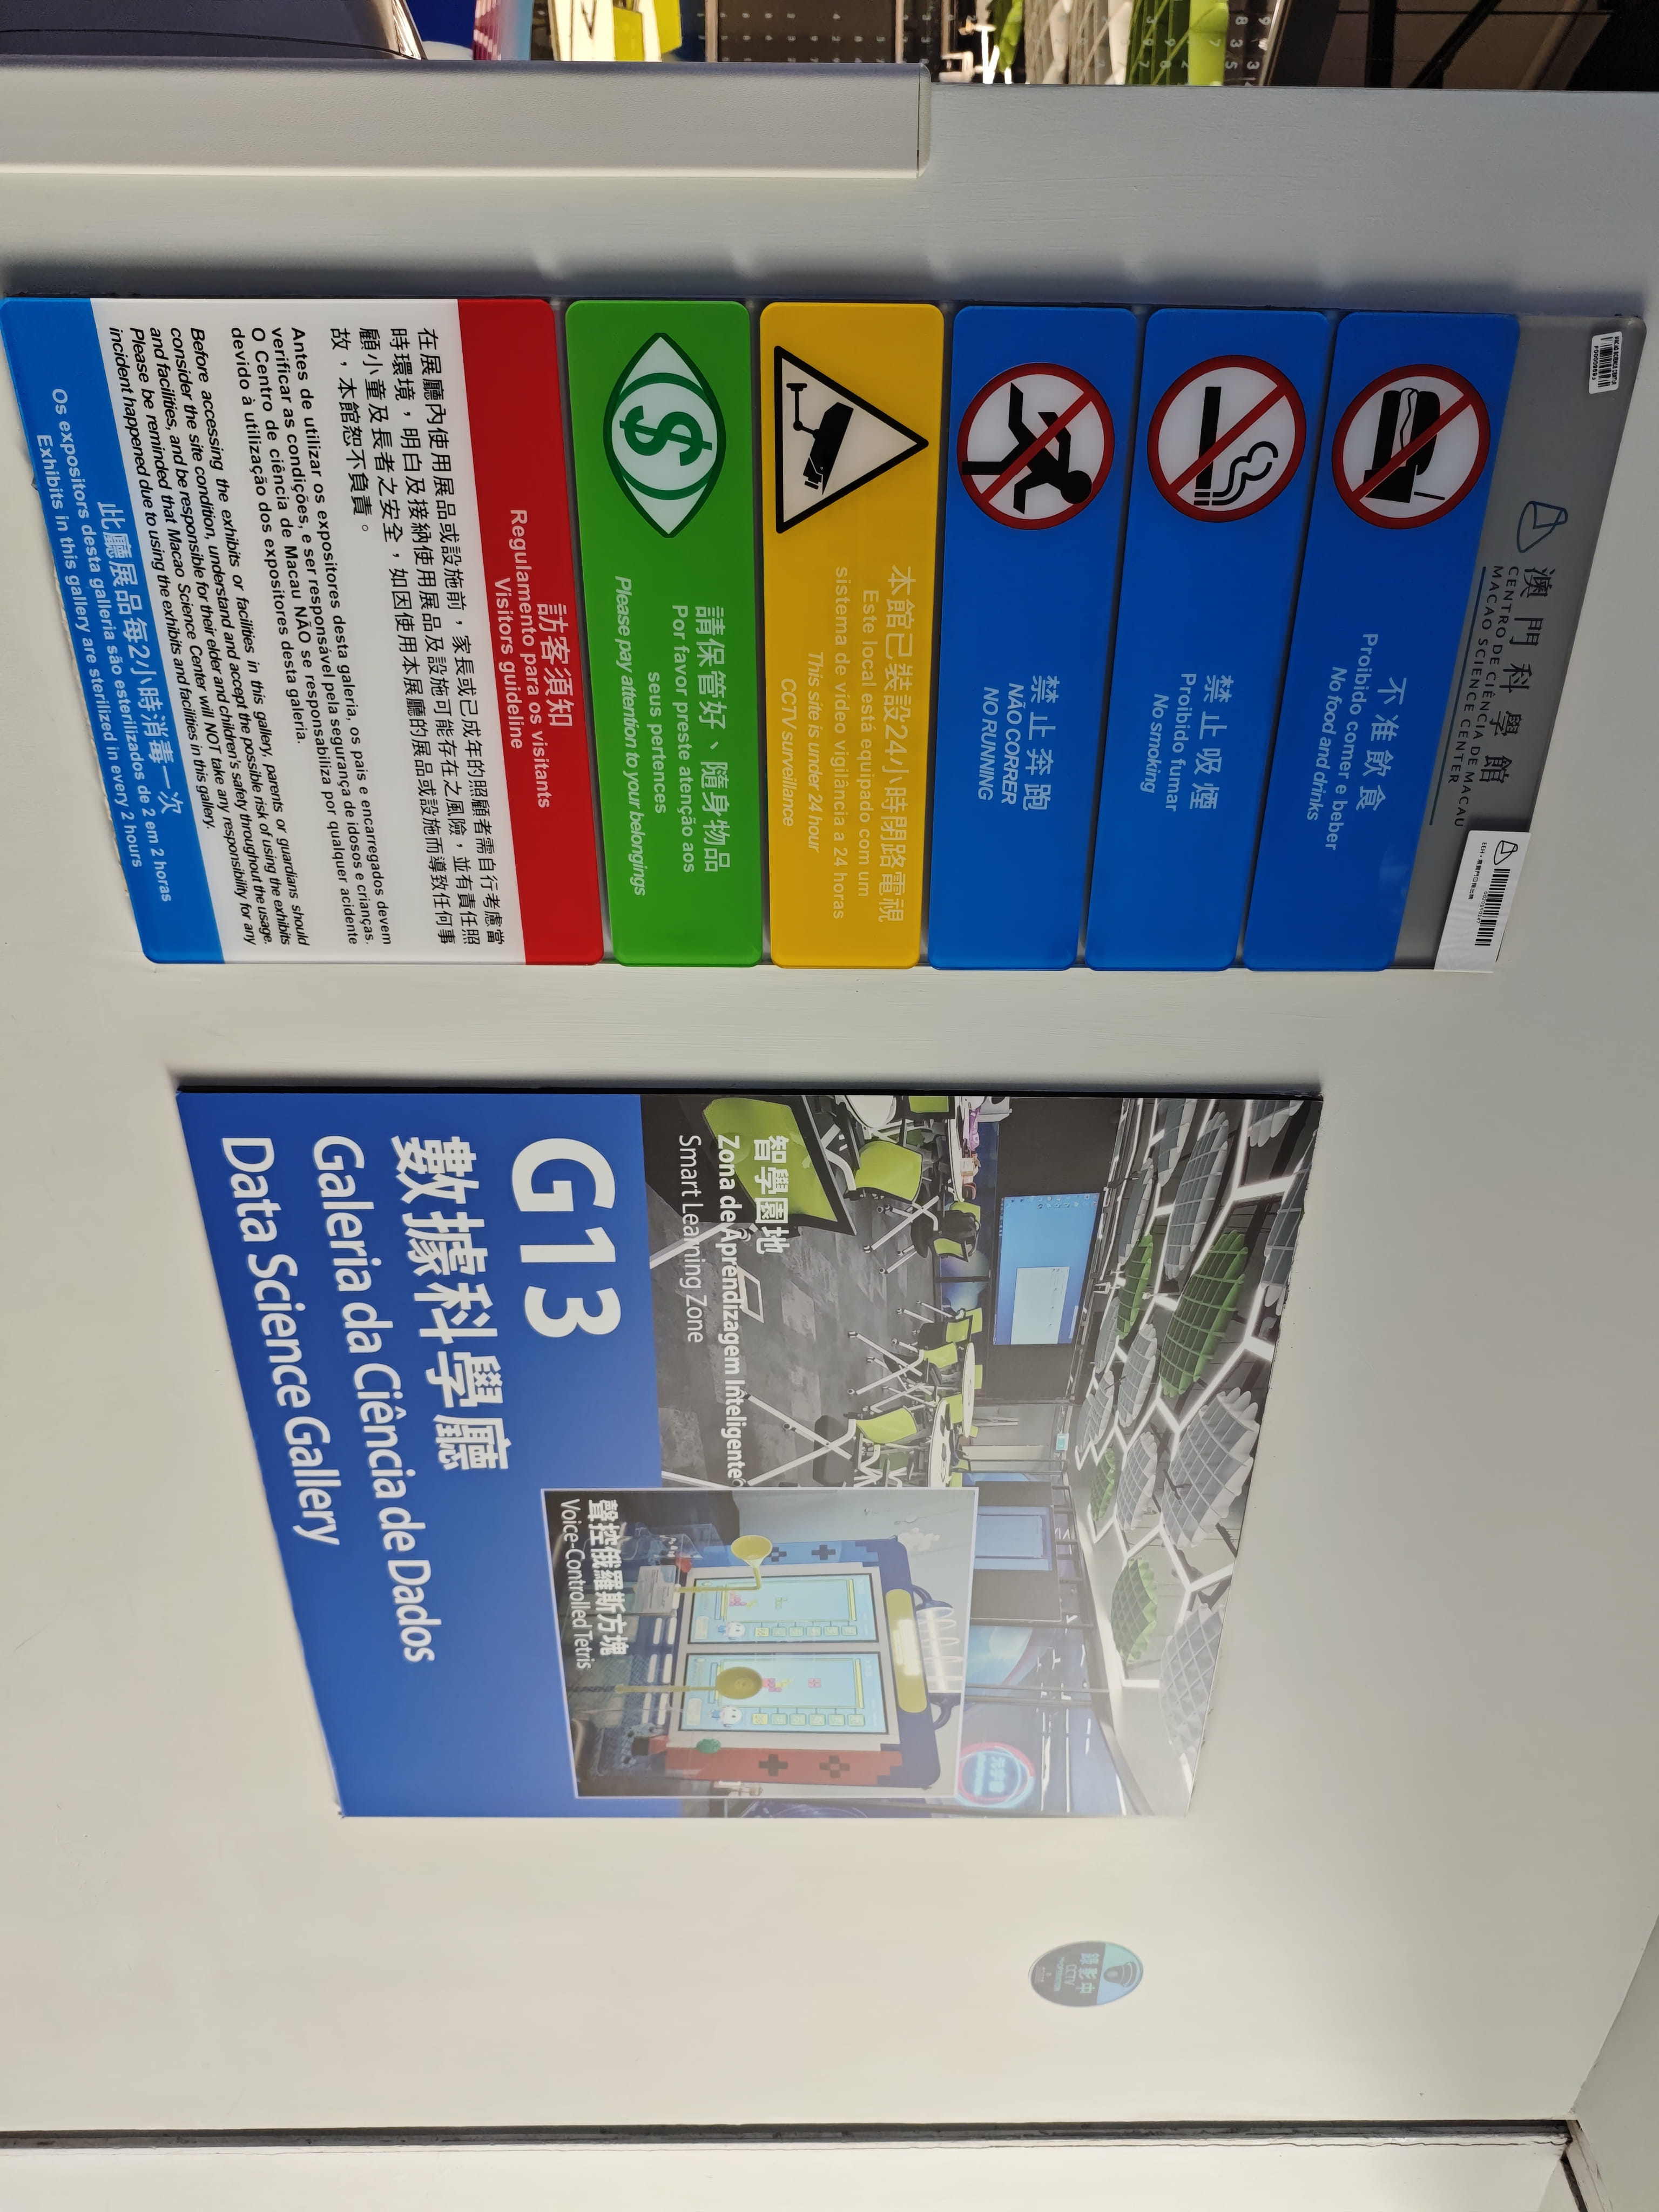 澳門科學館
CENTRO DE CIÊNCIA DE MACAU
MACAO SCIENCE CENTER
不准飲食
Proibido comer e beber
No food and drinks
禁止吸煙
Proibido fumar
No smoking
禁止奔跑
NÃO CORRER
NO RUNNING
本館已裝設24小時閉路電視
Este local está equipado com um
sistema de video vigilância a 24 horas
This site is under 24 hour
CCTV surveillance
請保管好、隨身物品
Por favor preste atenção aos
seus pertences
Please pay attention to your belongings
訪客須知
Regulamento para os visitants
Visitors guideline
在展廳內使用展品或設施前，家長或已成年的照顧者需自行考慮當
時環境，明白及接納使用展品及設施可能存在之風險，並有責任照
顧小童及長者之安全，如因使用本展廳的展品或設施而導致任何事
故，本館恕不負責。
Antes de utilizar os expositores desta galeria, os pais e encarregados devem
verificar as condições, e ser responsável pela segurança de idosos e crianças.
O Centro de ciência de Macau NÃO se responsabiliza por qualquer acidente
devido à utilização dos expositores desta galeria.
Before accessing the exhibits or facilities in this gallery, parents or guardians should
consider the site condition, understand and accept the possible risk of using the exhibits
and facilities, and be responsible for their elder and children's safety throughout the usage.
Please be reminded that Macao Science Center will NOT take any responsibility for any
incident happened due to using the exhibits and facilities in this gallery.
此廳展品每2小時消毒一次
Os expositores desta galleria são esterilizados de 2 em 2 horas
Exhibits in this gallery are sterilized in every 2 hours
智學園地
Zona de Aprendizagem Inteligente
Smart Learning Zone
聲控俄羅斯方塊
Voice-Controlled Tetris
G13
數據科學廳
Galeria da Ciência de Dados
Data Science Gallery
錄影中
CCTV